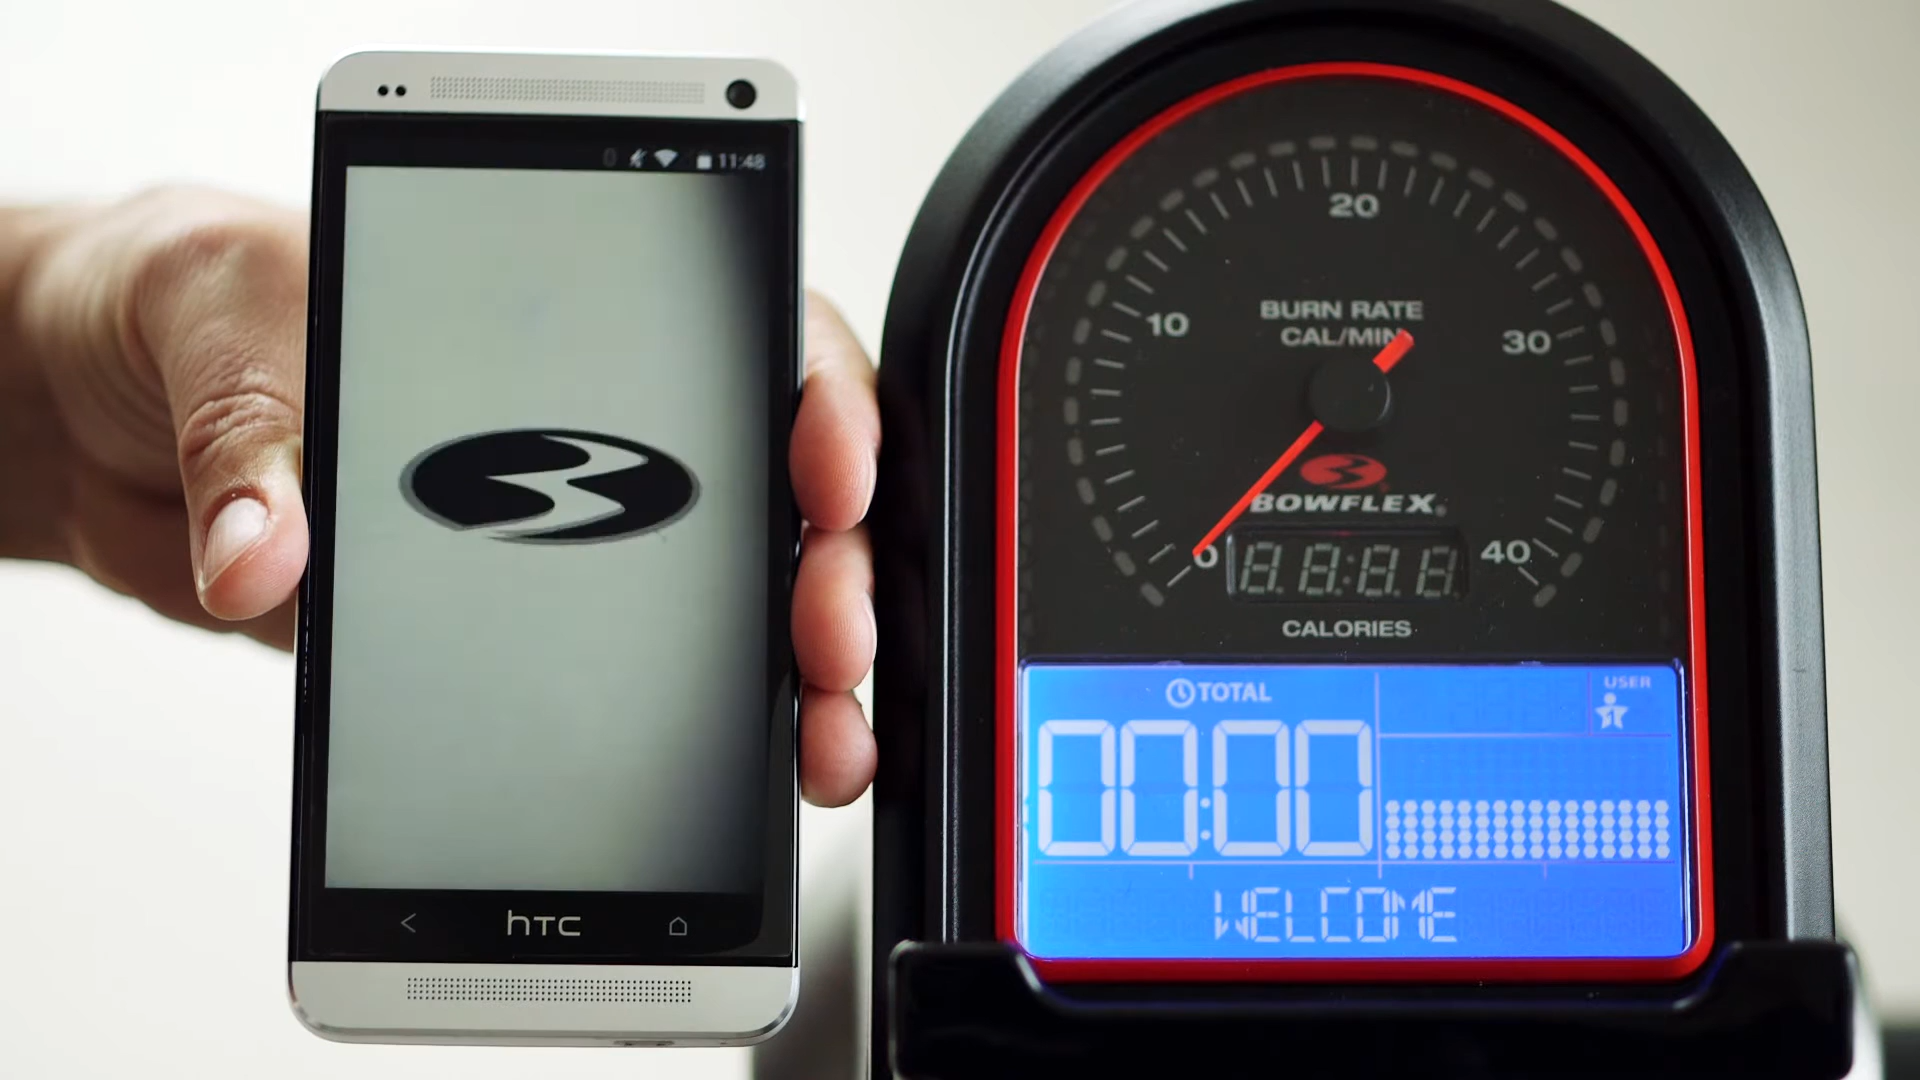 11:48
hTC
20
10
30
BURN RATE
CAL/MIN
BOWFLEX®
0
40
CALORIES
TOTAL
USER
00:00
WELCOME